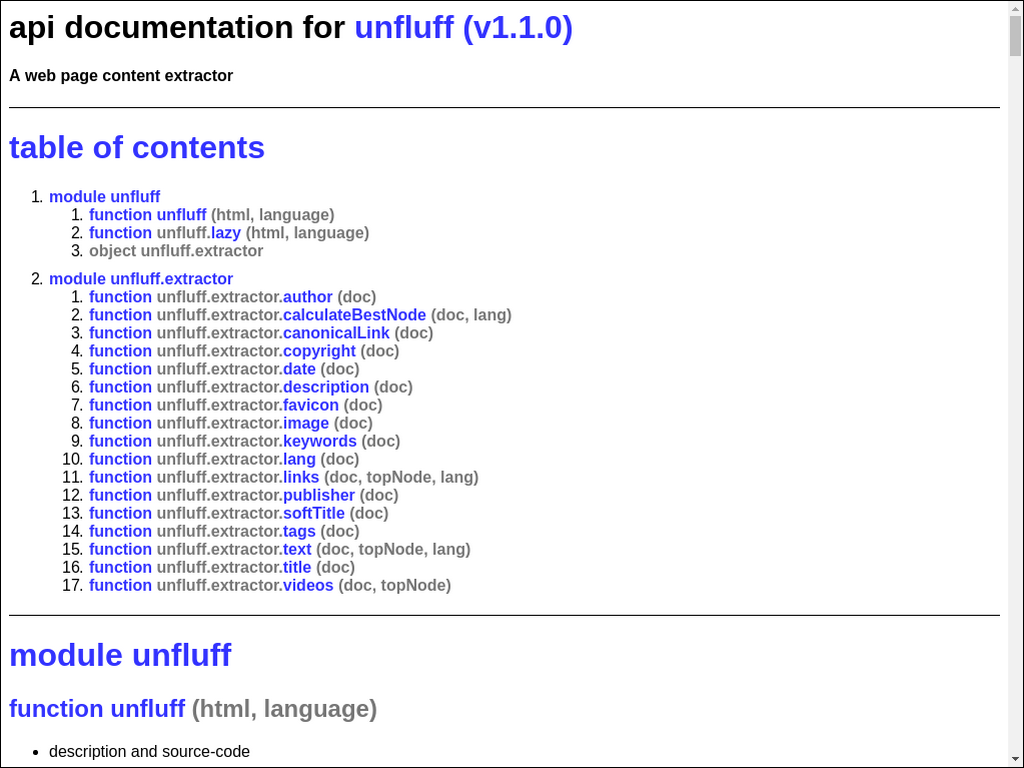 api documentation for unfluff (v1.1.0)
A web page content extractor
table of contents
1. module unfluff
1. function unfluff (html, language)
2. function unfluff.lazy (html, language)
3. object unfluff.extractor
2. module unfluff.extractor
1. function unfluff.extractor.author (doc)
2. function unfluff.extractor.calculateBestNode (doc, lang)
3. function unfluff.extractor.canonicalLink (doc)
4. function unfluff.extractor.copyright (doc)
5. function unfluff.extractor.date (doc)
6. function unfluff.extractor.description (doc)
7. function unfluff.extractor.favicon (doc)
8. function unfluff.extractor.image (doc)
9. function unfluff.extractor.keywords (doc)
10. function unfluff.extractor.lang (doc)
11. function unfluff.extractor.links (doc, topNode, lang)
12. function unfluff.extractor.publisher (doc)
13. function unfluff.extractor.softTitle (doc)
14. function unfluff.extractor.tags (doc)
15. function unfluff.extractor.text (doc, topNode, lang)
16. function unfluff.extractor.title (doc)
17. function unfluff.extractor.videos (doc, topNode)
module unfluff
function unfluff (html, language)
• description and source-code